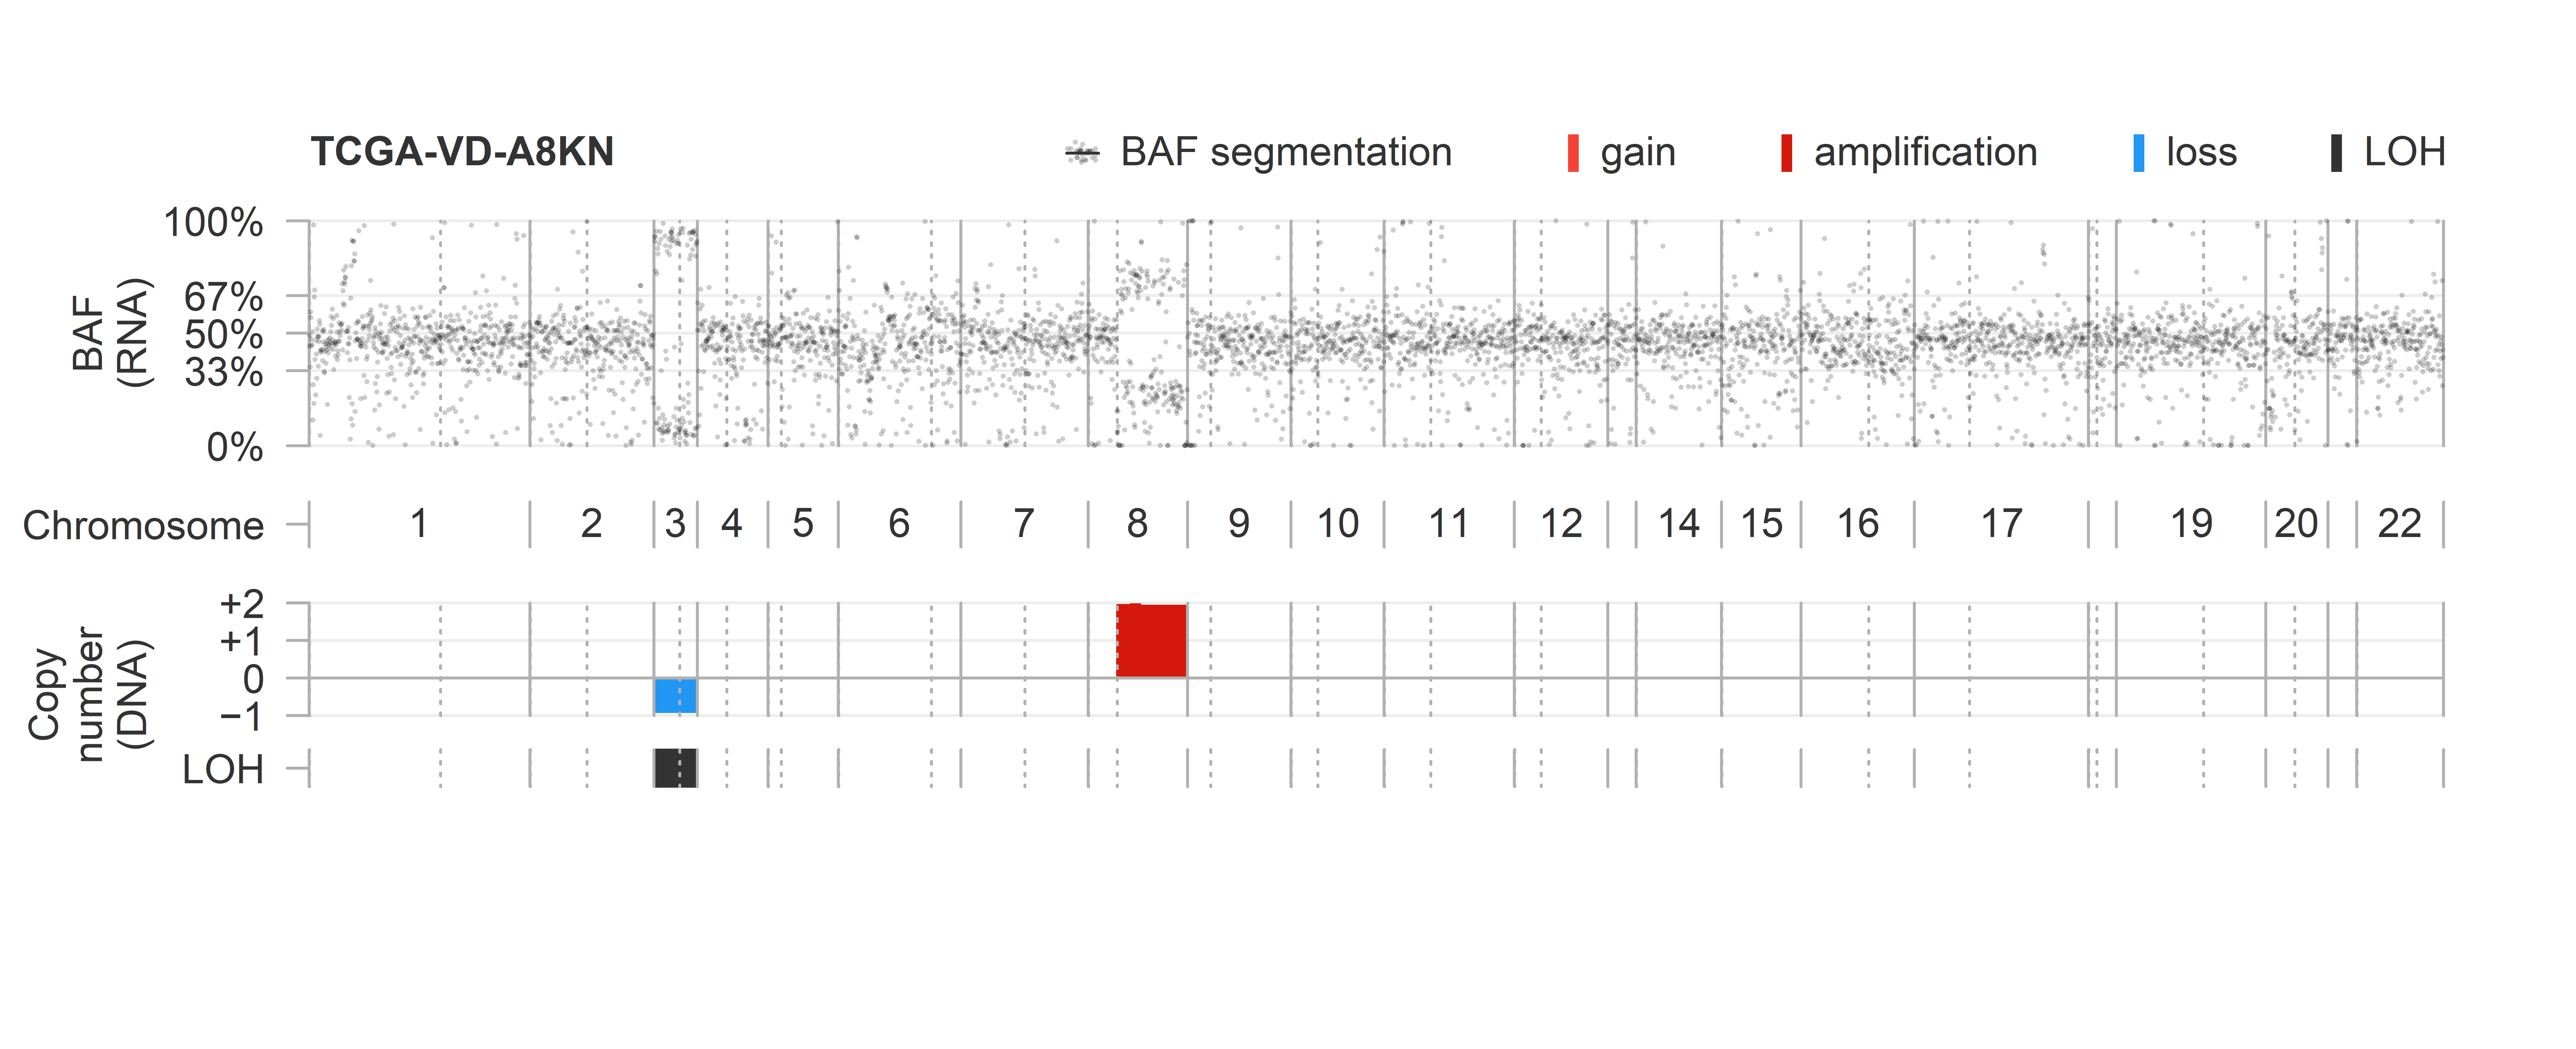 TCGA-VD-A8KN
BAF segmentation gain amplification loss LOH
BAF
(RNA)
100%
67%
50%
33%
0%
Chromosome 1 2 3 4 5 6 7 8 9 10 11 12 14 15 16 17 19 20 22
Copy
number
(DNA)
+2
+1
0
−1
LOH